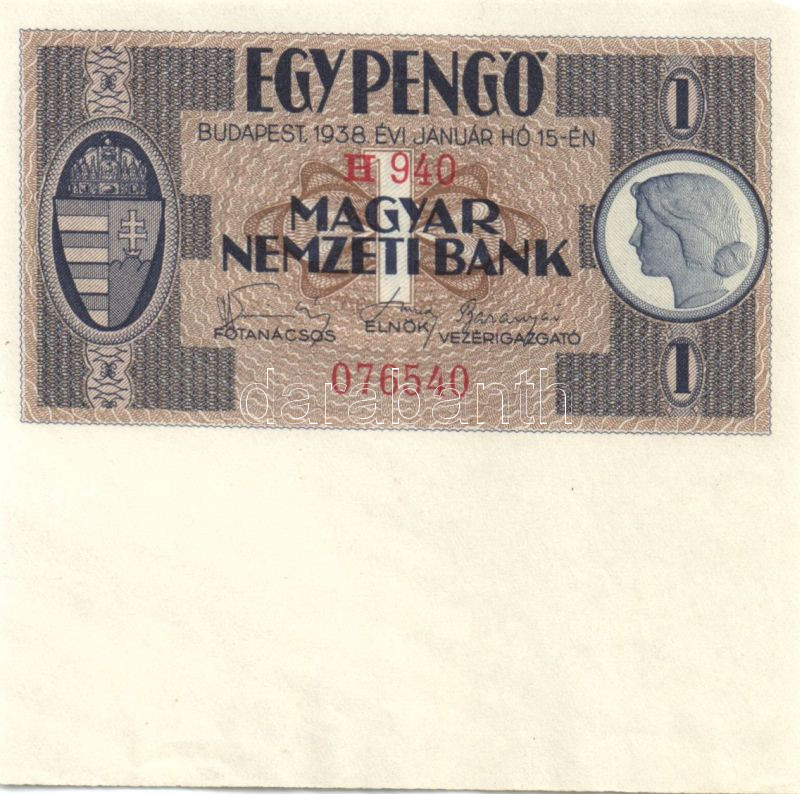 EGY PENGŐ
1
BUDAPEST, 1938. ÉVI JANUÁR HÓ 15-ÉN
H 940
1
MAGYAR
NEMZETI BANK
FŐTANÁCSOS ELNÖK VEZÉRIGAZGATÓ
1
076540
darabanth